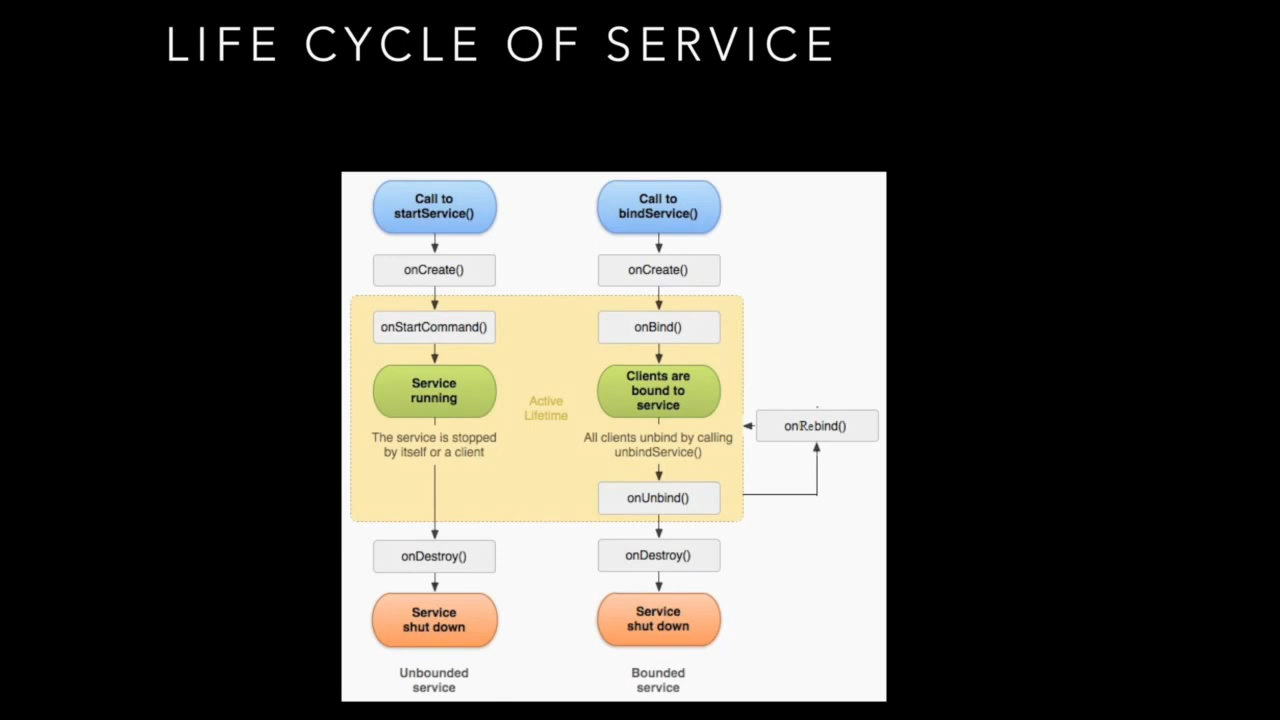 LIFE CYCLE OF SERVICE
Call to
startService()
onCreate()
onStartCommand()
Service
running
The service is stopped
by itself or a client
onDestroy()
Service
shut down
Unbounded
service
Active
Lifetime
Call to
bindService()
onCreate()
onBind()
Clients are
bound to
service
All clients unbind by calling
unbindService()
onUnbind()
onDestroy()
Service
shut down
Bounded
service
onRebind()